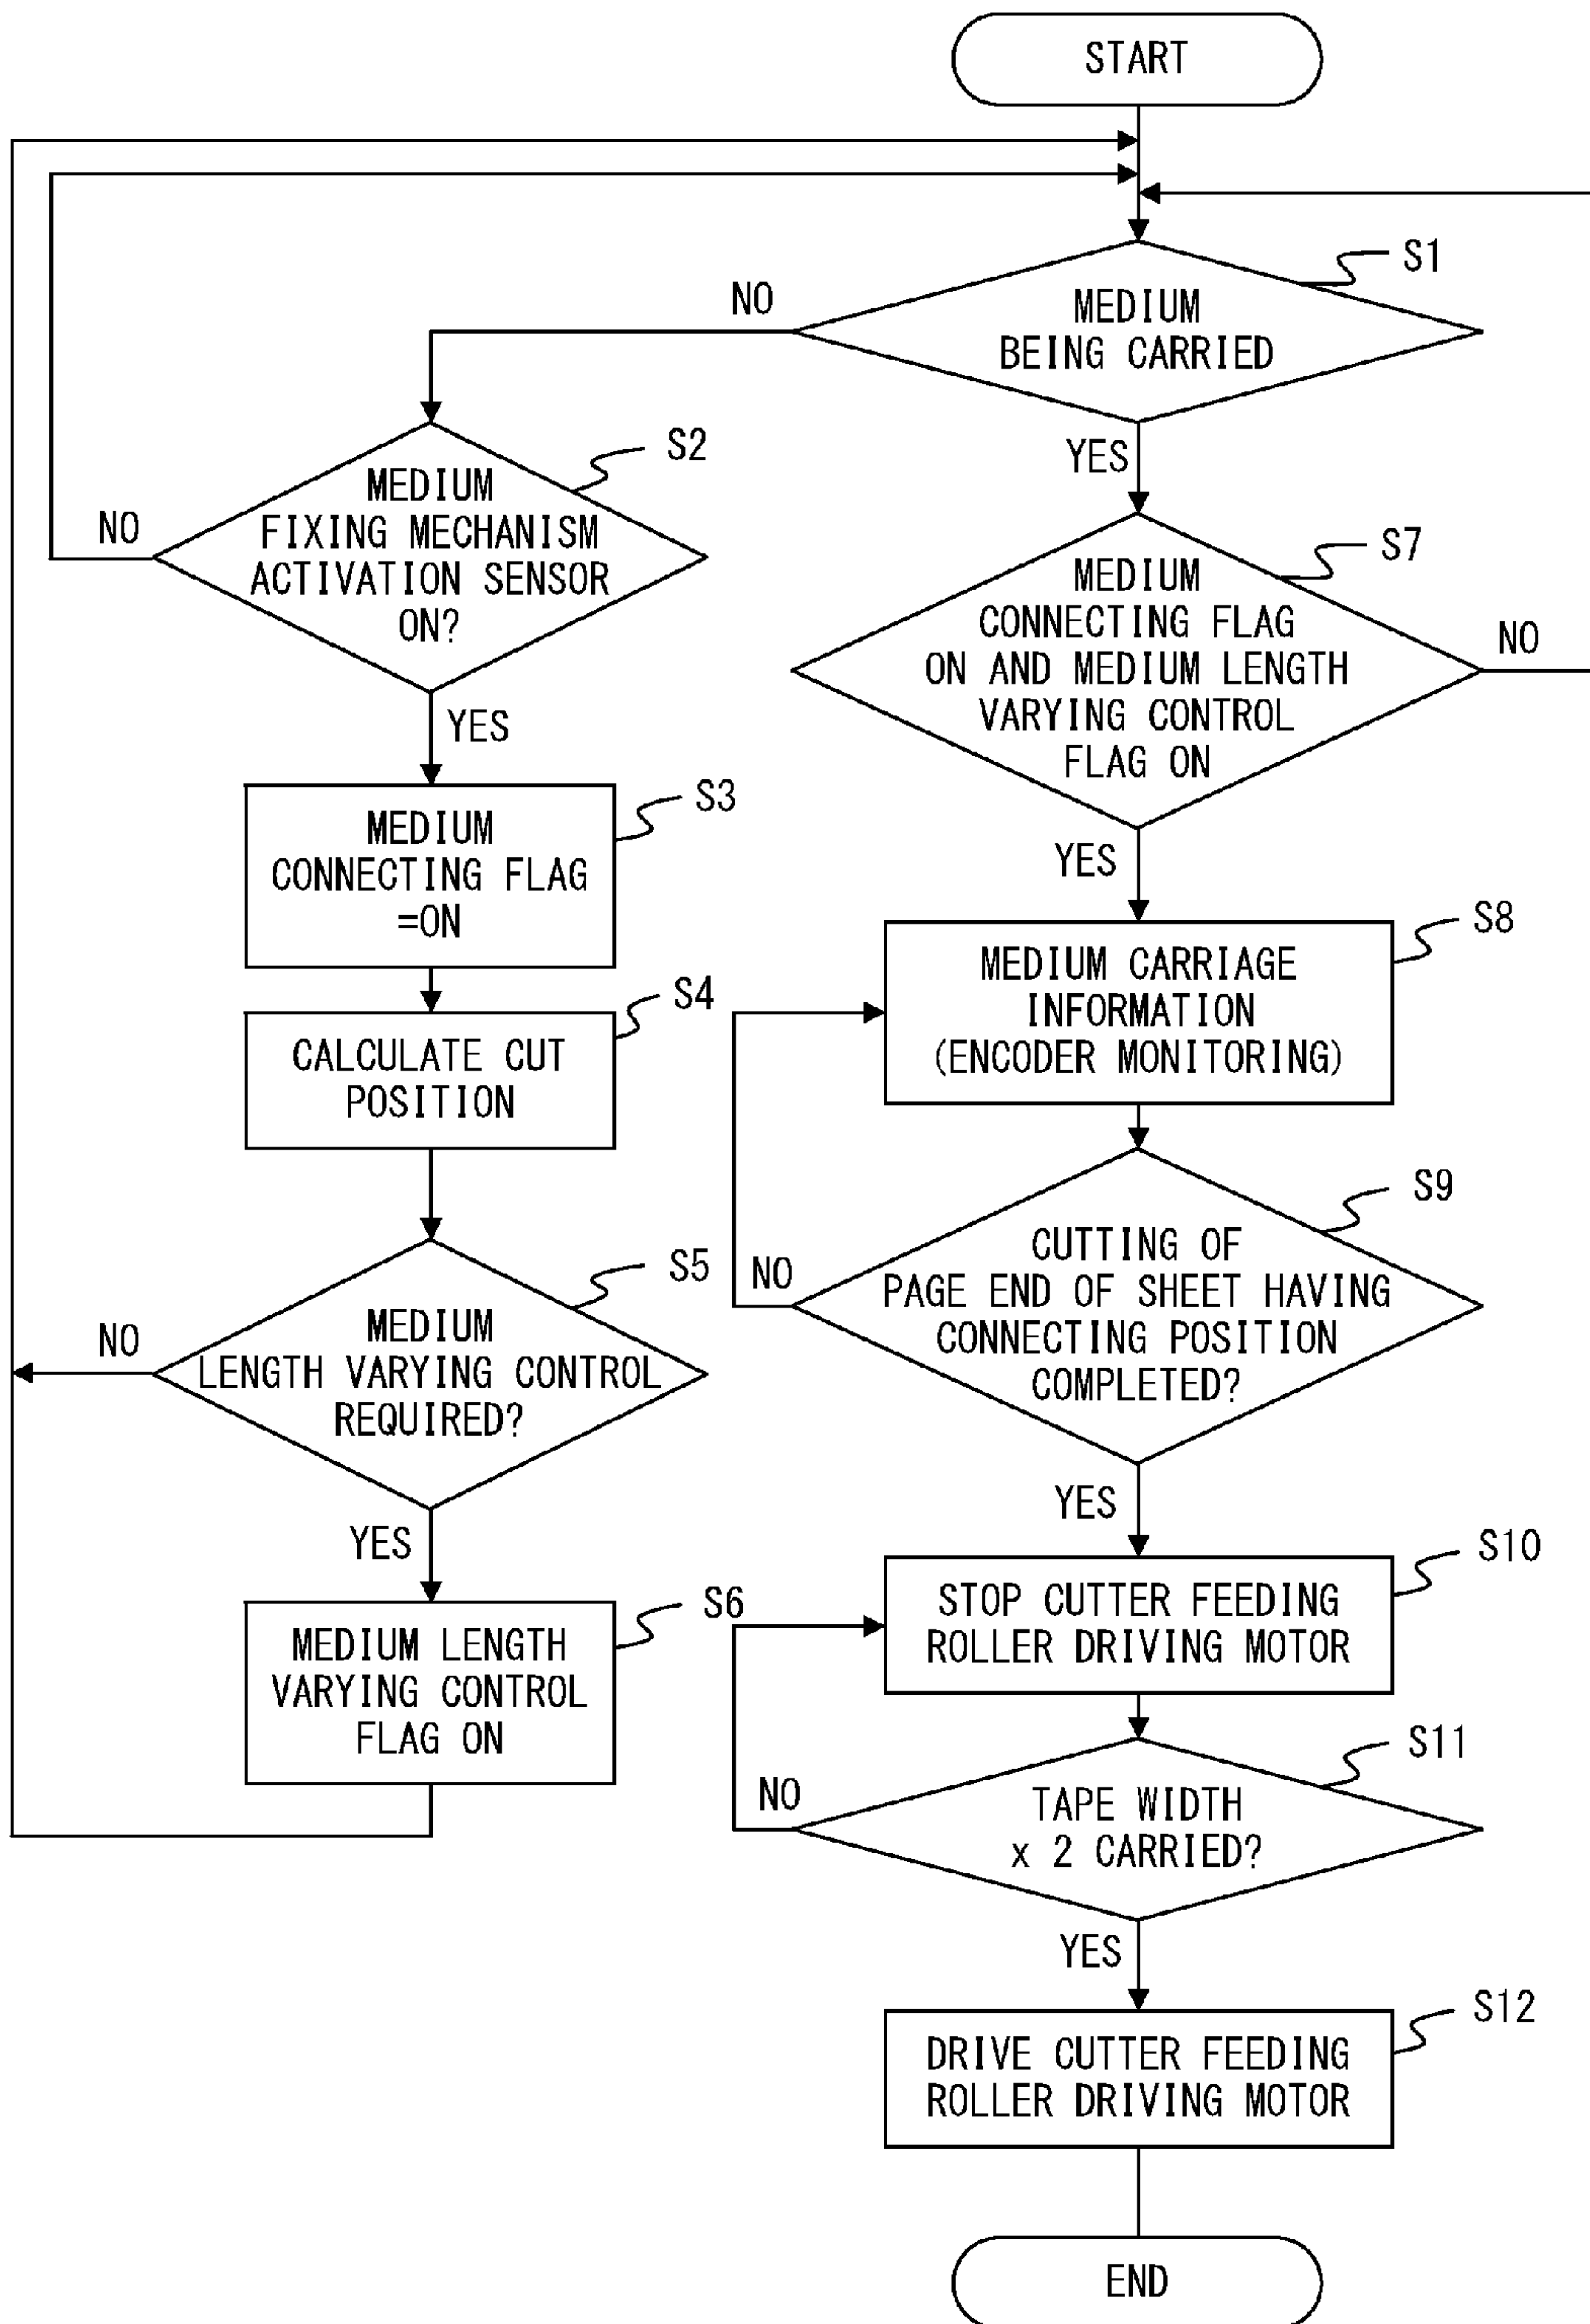 START
S1
NO
MEDIUM
BEING CARRIED
S2
YES
MEDIUM
FIXING MECHANISM
ACTIVATION SENSOR
ON?
NO
S7
MEDIUM
CONNECTING FLAG
ON AND MEDIUM LENGTH
VARYING CONTROL
FLAG ON
NO
YES
S3
MEDIUM
CONNECTING FLAG
=ON
YES
S8
MEDIUM CARRIAGE
INFORMATION
(ENCODER MONITORING)
S4
CALCULATE CUT
POSITION
S9
CUTTING OF
PAGE END OF SHEET HAVING
CONNECTING POSITION
COMPLETED?
NO
S5
MEDIUM
LENGTH VARYING CONTROL
REQUIRED?
NO
YES
YES
S10
STOP CUTTER FEEDING
ROLLER DRIVING MOTOR
S6
MEDIUM LENGTH
VARYING CONTROL
FLAG ON
S11
TAPE WIDTH
x 2 CARRIED?
NO
YES
S12
DRIVE CUTTER FEEDING
ROLLER DRIVING MOTOR
END